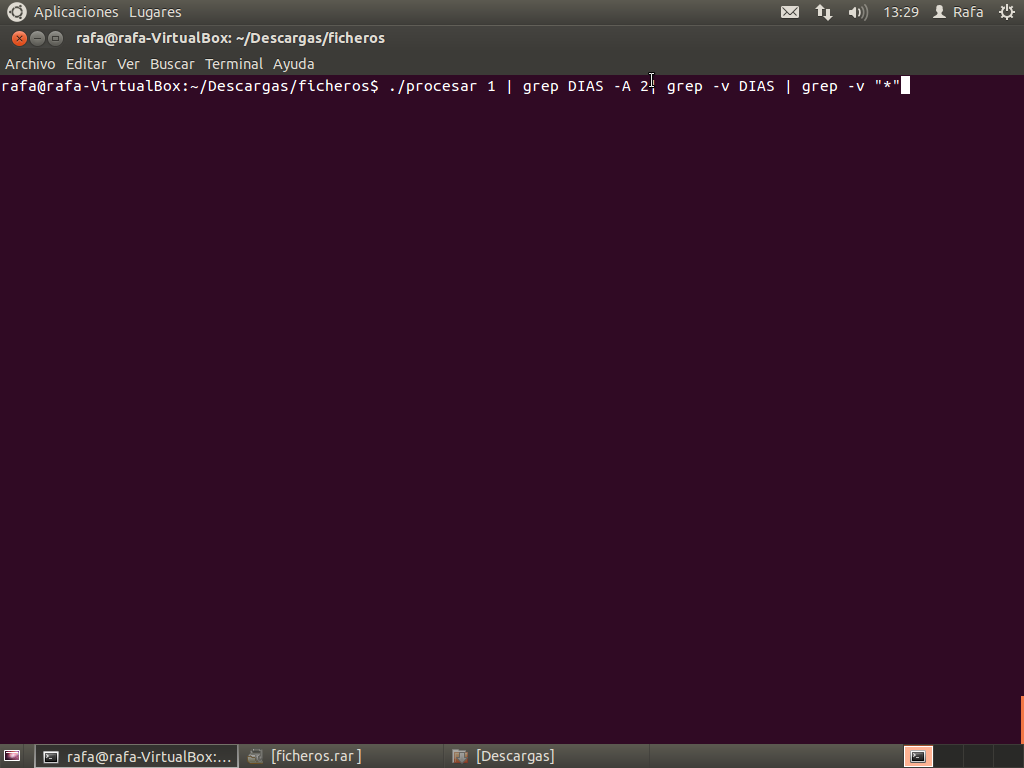 Aplicaciones Lugares 13:29 Rafa
rafa@rafa-VirtualBox: ~/Descargas/ficheros
Archivo Editar Ver Buscar Terminal Ayuda
rafa@rafa-VirtualBox:~/Descargas/ficheros$ ./procesar 1 | grep DIAS -A 2| grep -v DIAS | grep -v "*"
rafa@rafa-VirtualBox:... [ficheros.rar ] [Descargas]